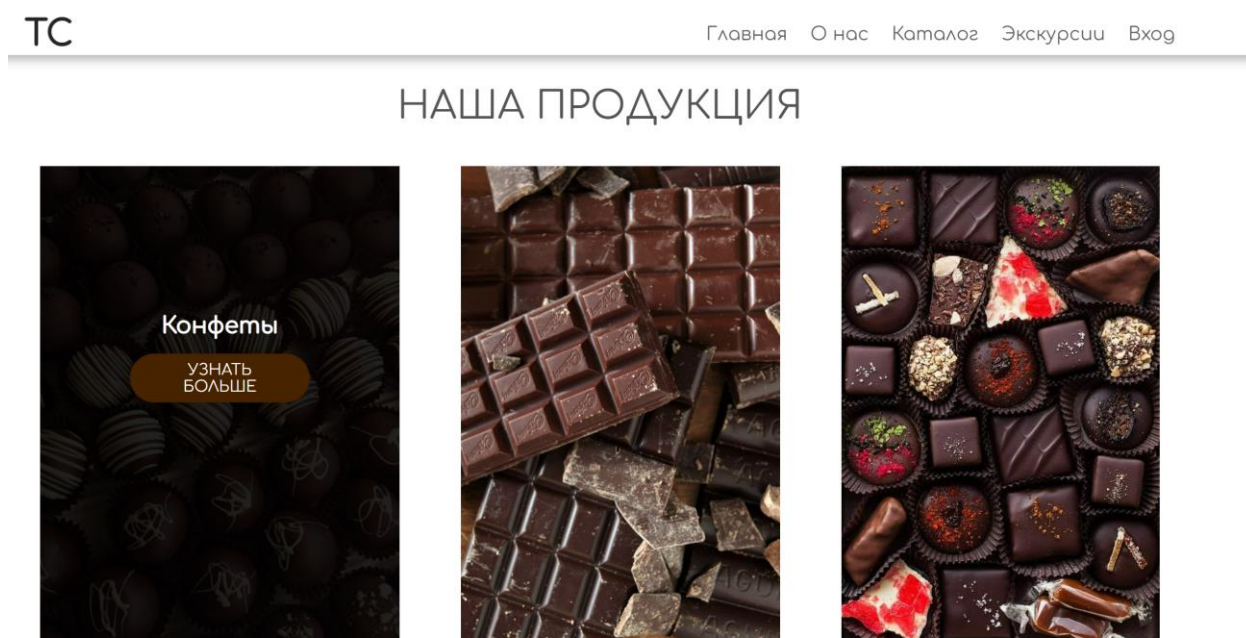 ТС
Главная О нас Каталог Экскурсии Вход
НАША ПРОДУКЦИЯ
Конфеты
УЗНАТЬ
БОЛЬШЕ